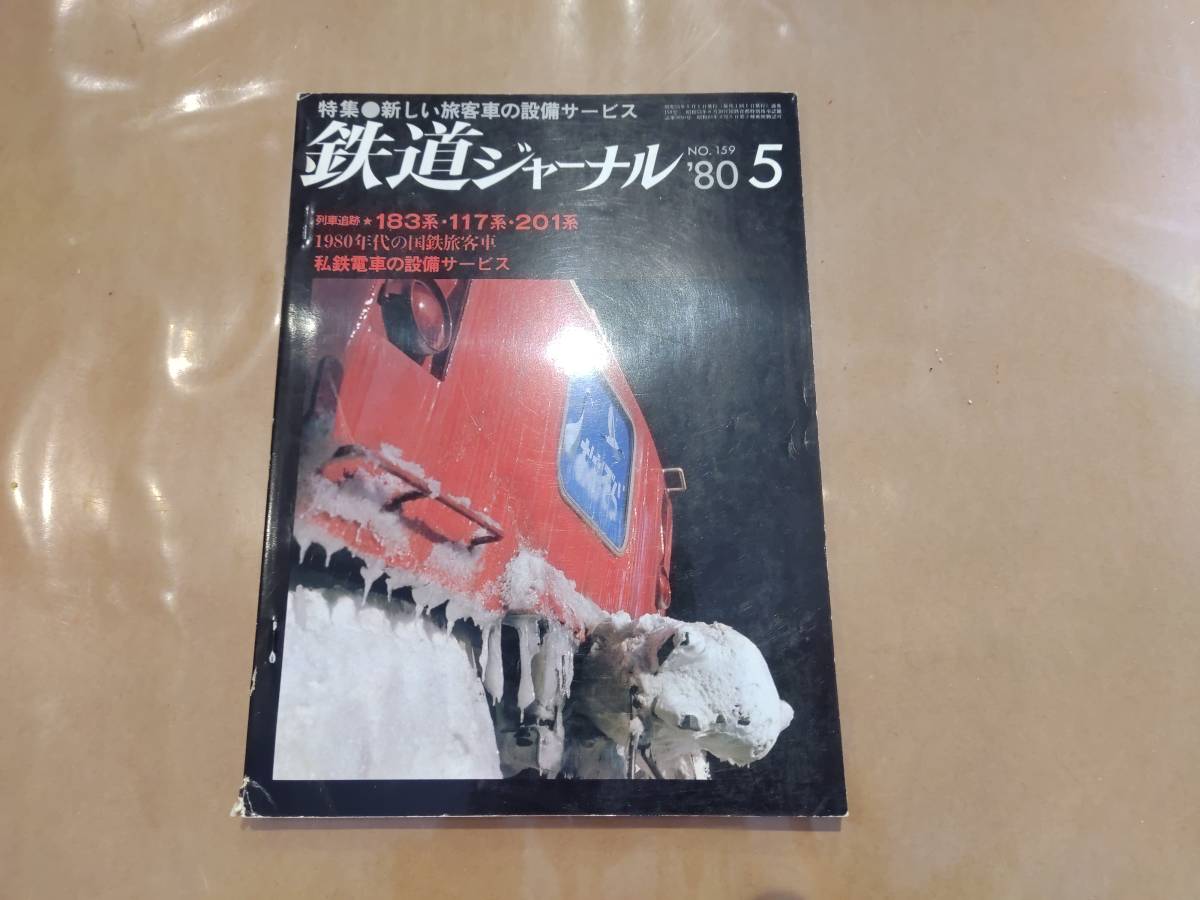 特集●新しい旅客車の設備サービス
鉄道ジャーナル
NO. 159
'80 5
列車追跡★183系・117系・201系
1980年代の国鉄旅客車
私鉄電車の設備サービス